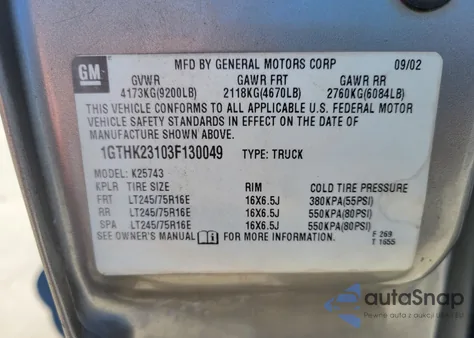 GM
MFD BY GENERAL MOTORS CORP 09/02
GVWR GAWR FRT GAWR RR
4173KG(9200LB) 2118KG(4670LB) 2760KG(6084LB)
THIS VEHICLE CONFORMS TO ALL APPLICABLE U.S. FEDERAL MOTOR
VEHICLE SAFETY STANDARDS IN EFFECT ON THE DATE OF
MANUFACTURE SHOWN ABOVE.
1GTHK23103F130049 TYPE: TRUCK
MODEL: K25743
KPLR TIRE SIZE RIM COLD TIRE PRESSURE
FRT LT245/75R16E 16X6.5J 380KPA(55PSI)
RR LT245/75R16E 16X6.5J 550KPA(80PSI)
SPA LT245/75R16E 16X6.5J 550KPA(80PSI)
SEE OWNER'S MANUAL i FOR MORE INFORMATION.
F 269
T 1655
autoSnap